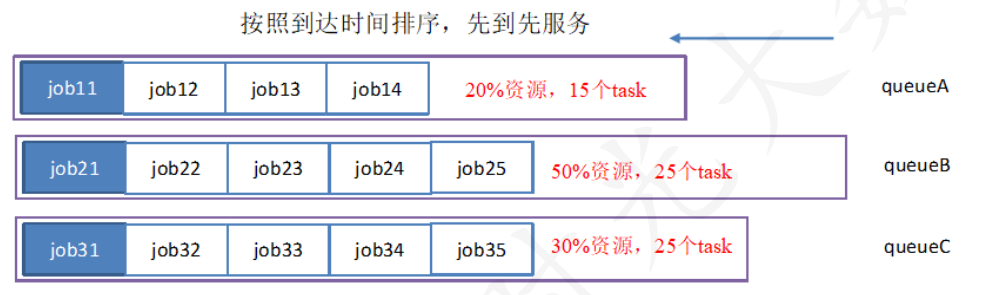 按照到达时间排序，先到先服务
job11 job12 job13 job14 20%资源，15个task queueA
job21 job22 job23 job24 job25 50%资源，25个task queueB
job31 job32 job33 job34 job35 30%资源，25个task queueC